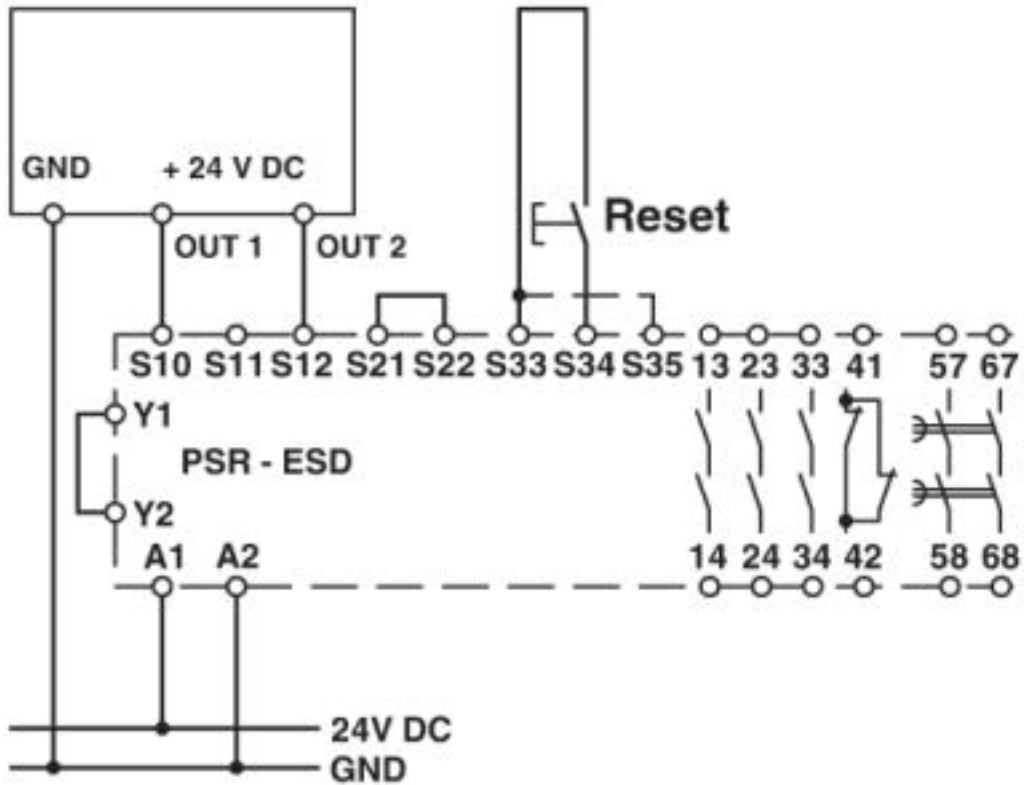 GND + 24 V DC
OUT 1 OUT 2
Reset
S10 S11 S12 S21 S22 S33 S34 S35 13 23 33 41 57 67
Y1
PSR - ESD
Y2
A1 A2 14 24 34 42 58 68
24V DC
GND